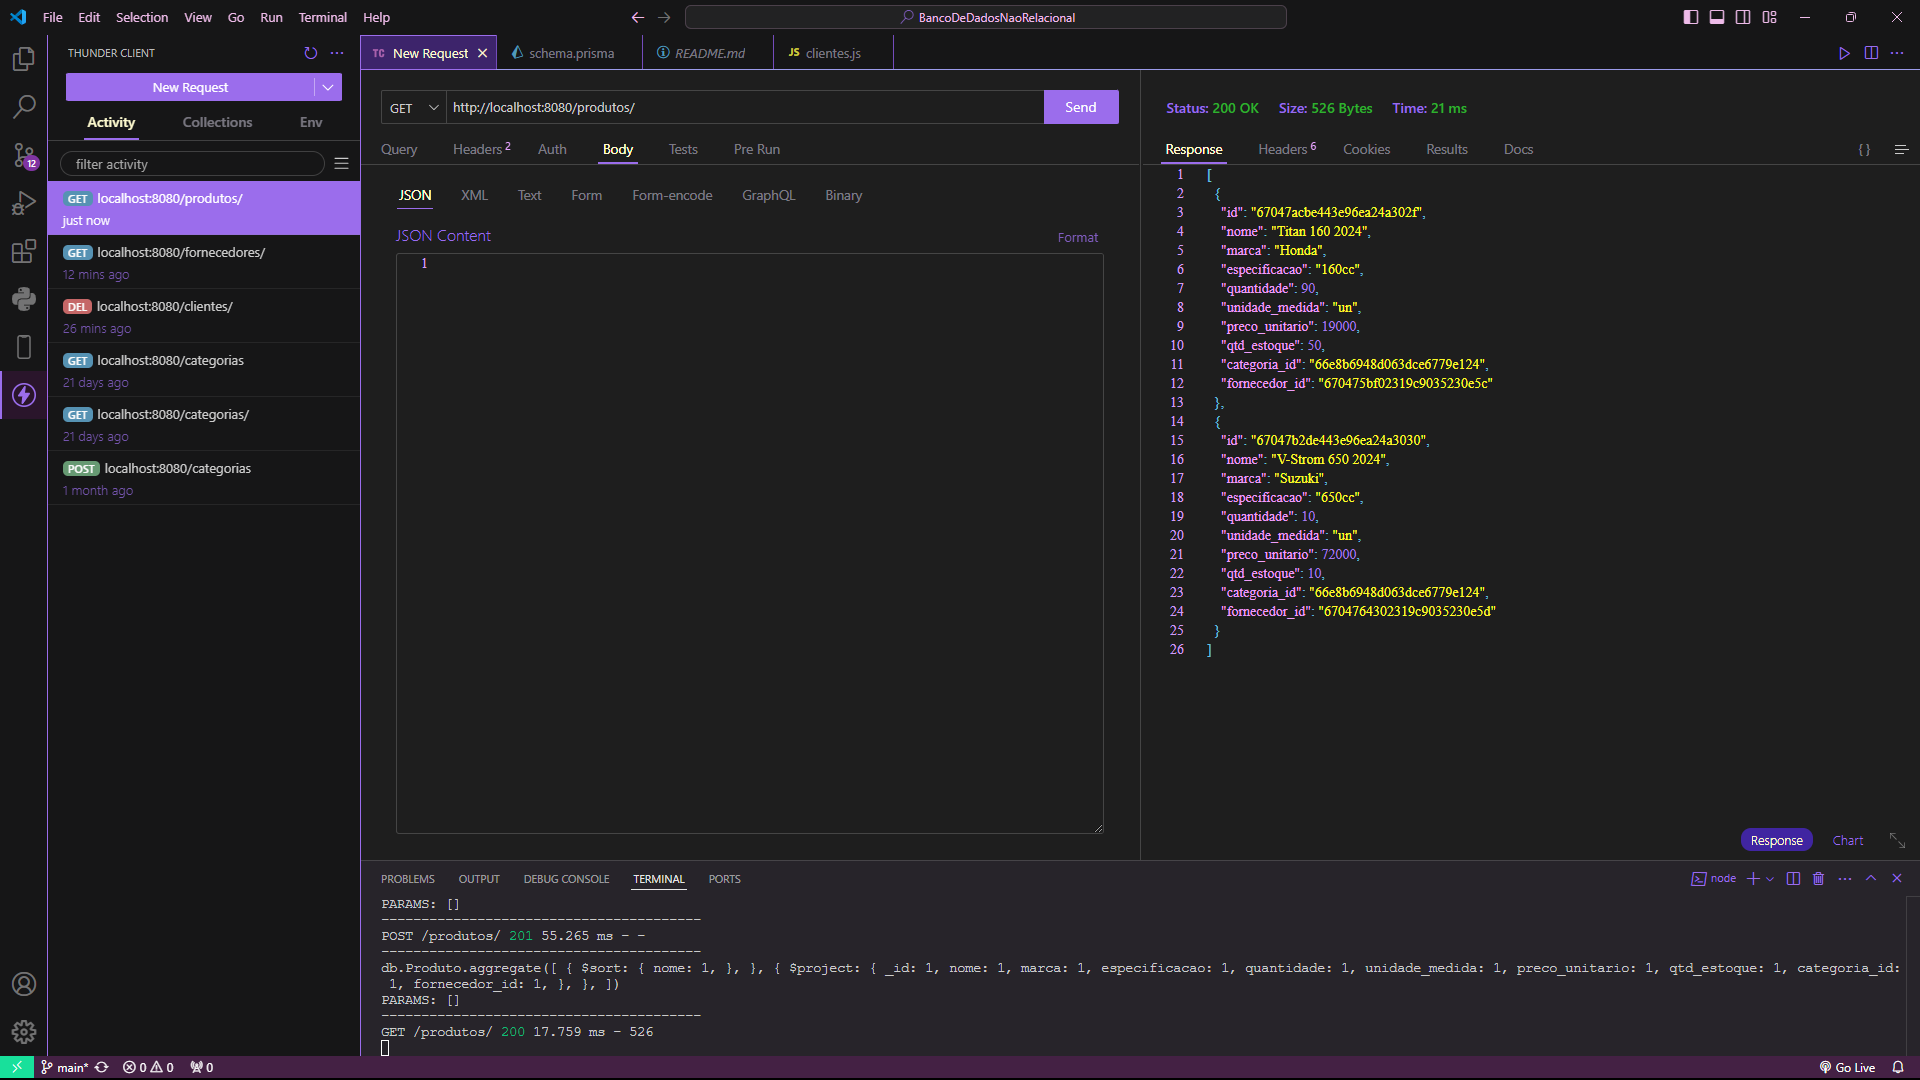 File Edit Selection View Go Run Terminal Help
BancoDeDadosNaoRelacional
THUNDER CLIENT
New Request
Activity Collections Env
filter activity
GET localhost:8080/produtos/
just now
GET localhost:8080/fornecedores/
12 mins ago
DEL localhost:8080/clientes/
26 mins ago
GET localhost:8080/categorias
21 days ago
GET localhost:8080/categorias/
21 days ago
POST localhost:8080/categorias
1 month ago
12
TC New Request schema.prisma README.md JS clientes.js
GET http://localhost:8080/produtos/ Send
Query Headers 2 Auth Body Tests Pre Run
JSON XML Text Form Form-encode GraphQL Binary
JSON Content Format
1
Status: 200 OK Size: 526 Bytes Time: 21 ms
Response Headers 6 Cookies Results Docs { }
1 [
2 {
3 "id": "67047acbe443e96ea24a302f",
4 "nome": "Titan 160 2024",
5 "marca": "Honda",
6 "especificacao": "160cc",
7 "quantidade": 90,
8 "unidade_medida": "un",
9 "preco_unitario": 19000,
10 "qtd_estoque": 50,
11 "categoria_id": "66e8b6948d063dce6779e124",
12 "fornecedor_id": "670475bf02319c9035230e5c"
13 },
14 {
15 "id": "67047b2de443e96ea24a3030",
16 "nome": "V-Strom 650 2024",
17 "marca": "Suzuki",
18 "especificacao": "650cc",
19 "quantidade": 10,
20 "unidade_medida": "un",
21 "preco_unitario": 72000,
22 "qtd_estoque": 10,
23 "categoria_id": "66e8b6948d063dce6779e124",
24 "fornecedor_id": "6704764302319c9035230e5d"
25 }
26 ]
Response Chart
PROBLEMS OUTPUT DEBUG CONSOLE TERMINAL PORTS
node
PARAMS: []
----------------------------------------
POST /produtos/ 201 55.265 ms - -
----------------------------------------
db.Produto.aggregate([ { $sort: { nome: 1, }, }, { $project: { _id: 1, nome: 1, marca: 1, especificacao: 1, quantidade: 1, unidade_medida: 1, preco_unitario: 1, qtd_estoque: 1, categoria_id:
1, fornecedor_id: 1, }, }, ])
PARAMS: []
----------------------------------------
GET /produtos/ 200 17.759 ms - 526
main* 0 0 0 Go Live